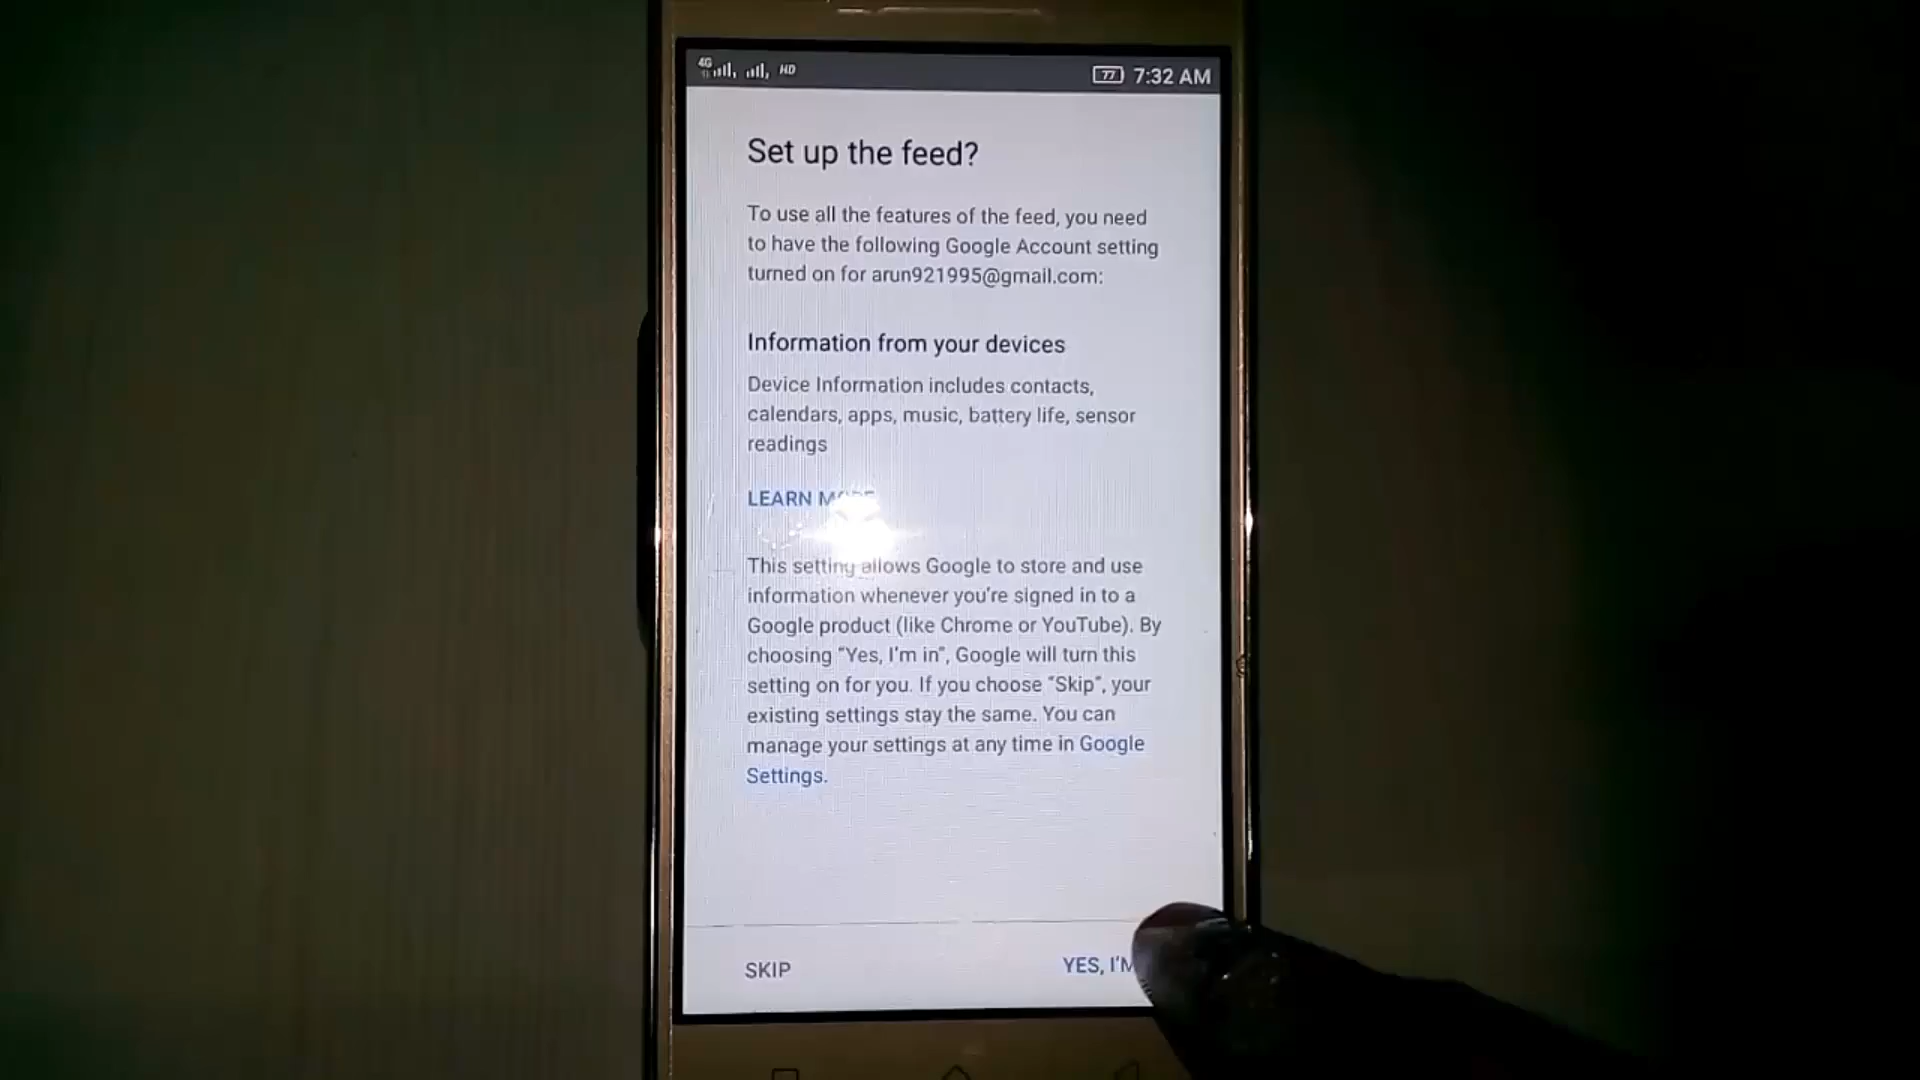 4G HD 77 7:32 AM
Set up the feed?
To use all the features of the feed, you need
to have the following Google Account setting
turned on for arun921995@gmail.com:
Information from your devices
Device Information includes contacts,
calendars, apps, music, battery life, sensor
readings
LEARN MORE
This setting allows Google to store and use
information whenever you're signed in to a
Google product (like Chrome or YouTube). By
choosing "Yes, I'm in", Google will turn this
setting on for you. If you choose "Skip", your
existing settings stay the same. You can
manage your settings at any time in Google
Settings.
SKIP YES, I'M